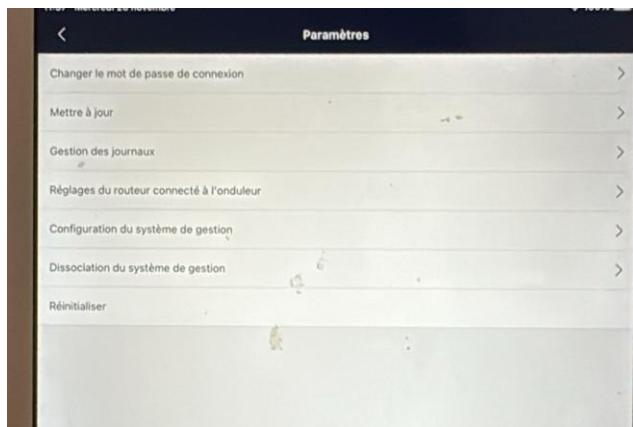 Paramètres
Changer le mot de passe de connexion
Mettre à jour
Gestion des journaux
Réglages du routeur connecté à l'onduleur
Configuration du système de gestion
Dissociation du système de gestion
Réinitialiser